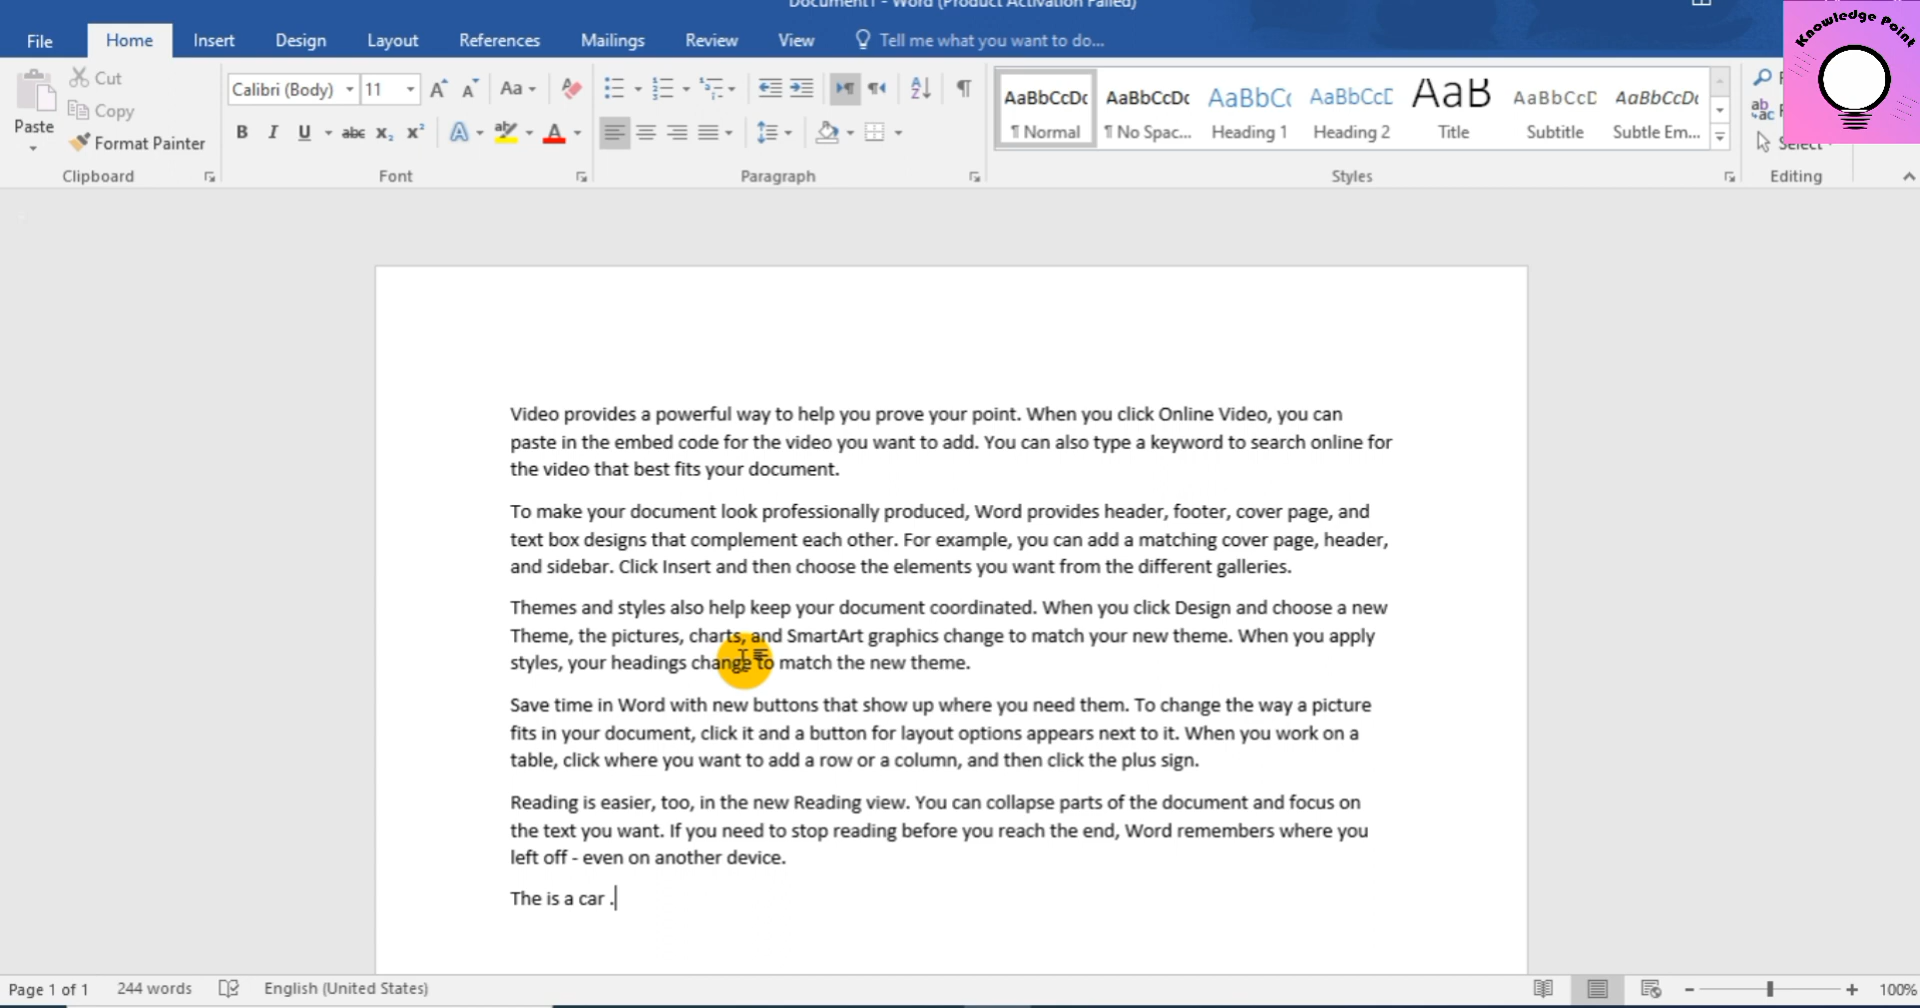 Document1 - Word (Product Activation Failed)
File Home Insert Design Layout References Mailings Review View Tell me what you want to do...
Knowledge Point
Cut
Copy
Paste
Format Painter
Clipboard
Calibri (Body) 11
Aa
B I U abc X₂ X²
A A
Font
Paragraph
AaBbCcDc AaBbCcDc AaBbC AaBbCcD AaB AaBbCcD AaBbCcDc
¶ Normal ¶ No Spac... Heading 1 Heading 2 Title Subtitle Subtle Em...
Styles
Select
Editing
Video provides a powerful way to help you prove your point. When you click Online Video, you can
paste in the embed code for the video you want to add. You can also type a keyword to search online for
the video that best fits your document.
To make your document look professionally produced, Word provides header, footer, cover page, and
text box designs that complement each other. For example, you can add a matching cover page, header,
and sidebar. Click Insert and then choose the elements you want from the different galleries.
Themes and styles also help keep your document coordinated. When you click Design and choose a new
Theme, the pictures, charts, and SmartArt graphics change to match your new theme. When you apply
styles, your headings change to match the new theme.
Save time in Word with new buttons that show up where you need them. To change the way a picture
fits in your document, click it and a button for layout options appears next to it. When you work on a
table, click where you want to add a row or a column, and then click the plus sign.
Reading is easier, too, in the new Reading view. You can collapse parts of the document and focus on
the text you want. If you need to stop reading before you reach the end, Word remembers where you
left off - even on another device.
The is a car .
Page 1 of 1 244 words English (United States) 100%